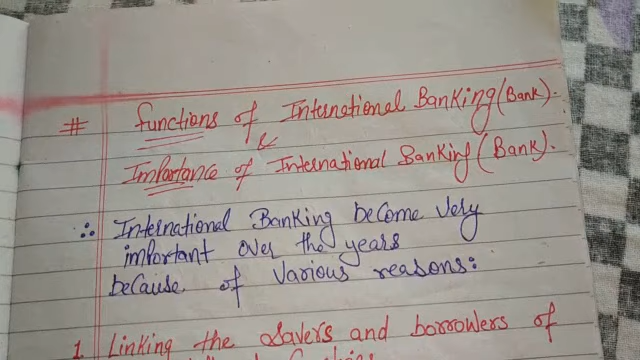 # Functions of International Banking (Bank).
&
Importance of International Banking (Bank).
∴ International Banking become very
important over the years
because of various reasons:
1. Linking the Savers and borrowers of